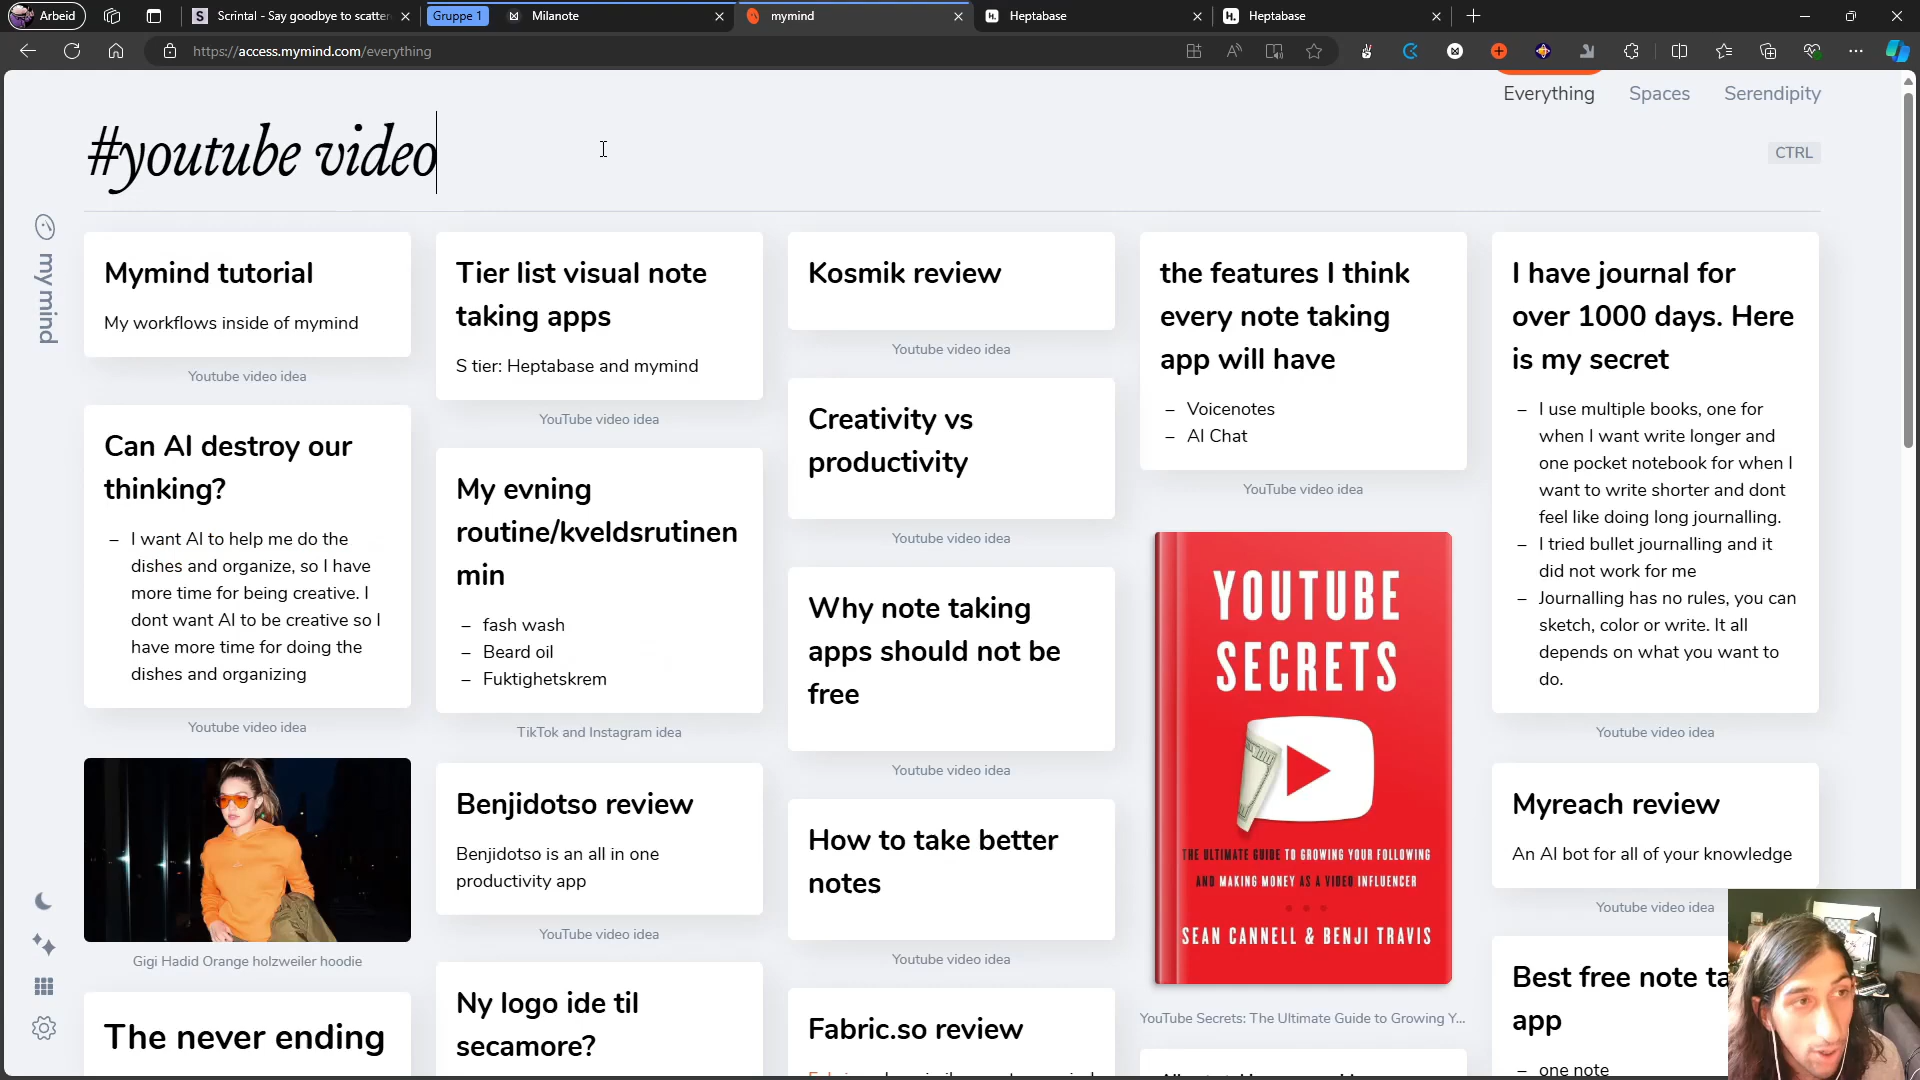 Arbeid
Scrintal - Say goodbye to scatter
Gruppe 1
Milanote
mymind
Heptabase
Heptabase
https://access.mymind.com/everything
Everything
Spaces
Serendipity
#youtube video
CTRL
my mind
Mymind tutorial
My workflows inside of mymind
Youtube video idea
Can AI destroy our
thinking?
– I want AI to help me do the
dishes and organize, so I have
more time for being creative. I
dont want AI to be creative so I
have more time for doing the
dishes and organizing
Youtube video idea
Gigi Hadid Orange holzweiler hoodie
The never ending
Tier list visual note
taking apps
S tier: Heptabase and mymind
YouTube video idea
My evning
routine/kveldsrutinen
min
– fash wash
– Beard oil
– Fuktighetskrem
TikTok and Instagram idea
Benjidotso review
Benjidotso is an all in one
productivity app
YouTube video idea
Ny logo ide til
secamore?
Kosmik review
Youtube video idea
Creativity vs
productivity
Youtube video idea
Why note taking
apps should not be
free
Youtube video idea
How to take better
notes
Youtube video idea
Fabric.so review
the features I think
every note taking
app will have
– Voicenotes
– AI Chat
YouTube video idea
YOUTUBE
SECRETS
THE ULTIMATE GUIDE TO GROWING YOUR FOLLOWING
AND MAKING MONEY AS A VIDEO INFLUENCER
SEAN CANNELL & BENJI TRAVIS
YouTube Secrets: The Ultimate Guide to Growing Y...
I have journal for
over 1000 days. Here
is my secret
– I use multiple books, one for
when I want write longer and
one pocket notebook for when I
want to write shorter and dont
feel like doing long journalling.
– I tried bullet journalling and it
did not work for me
– Journalling has no rules, you can
sketch, color or write. It all
depends on what you want to
do.
Youtube video idea
Myreach review
An AI bot for all of your knowledge
Youtube video idea
Best free note ta
app
– one note